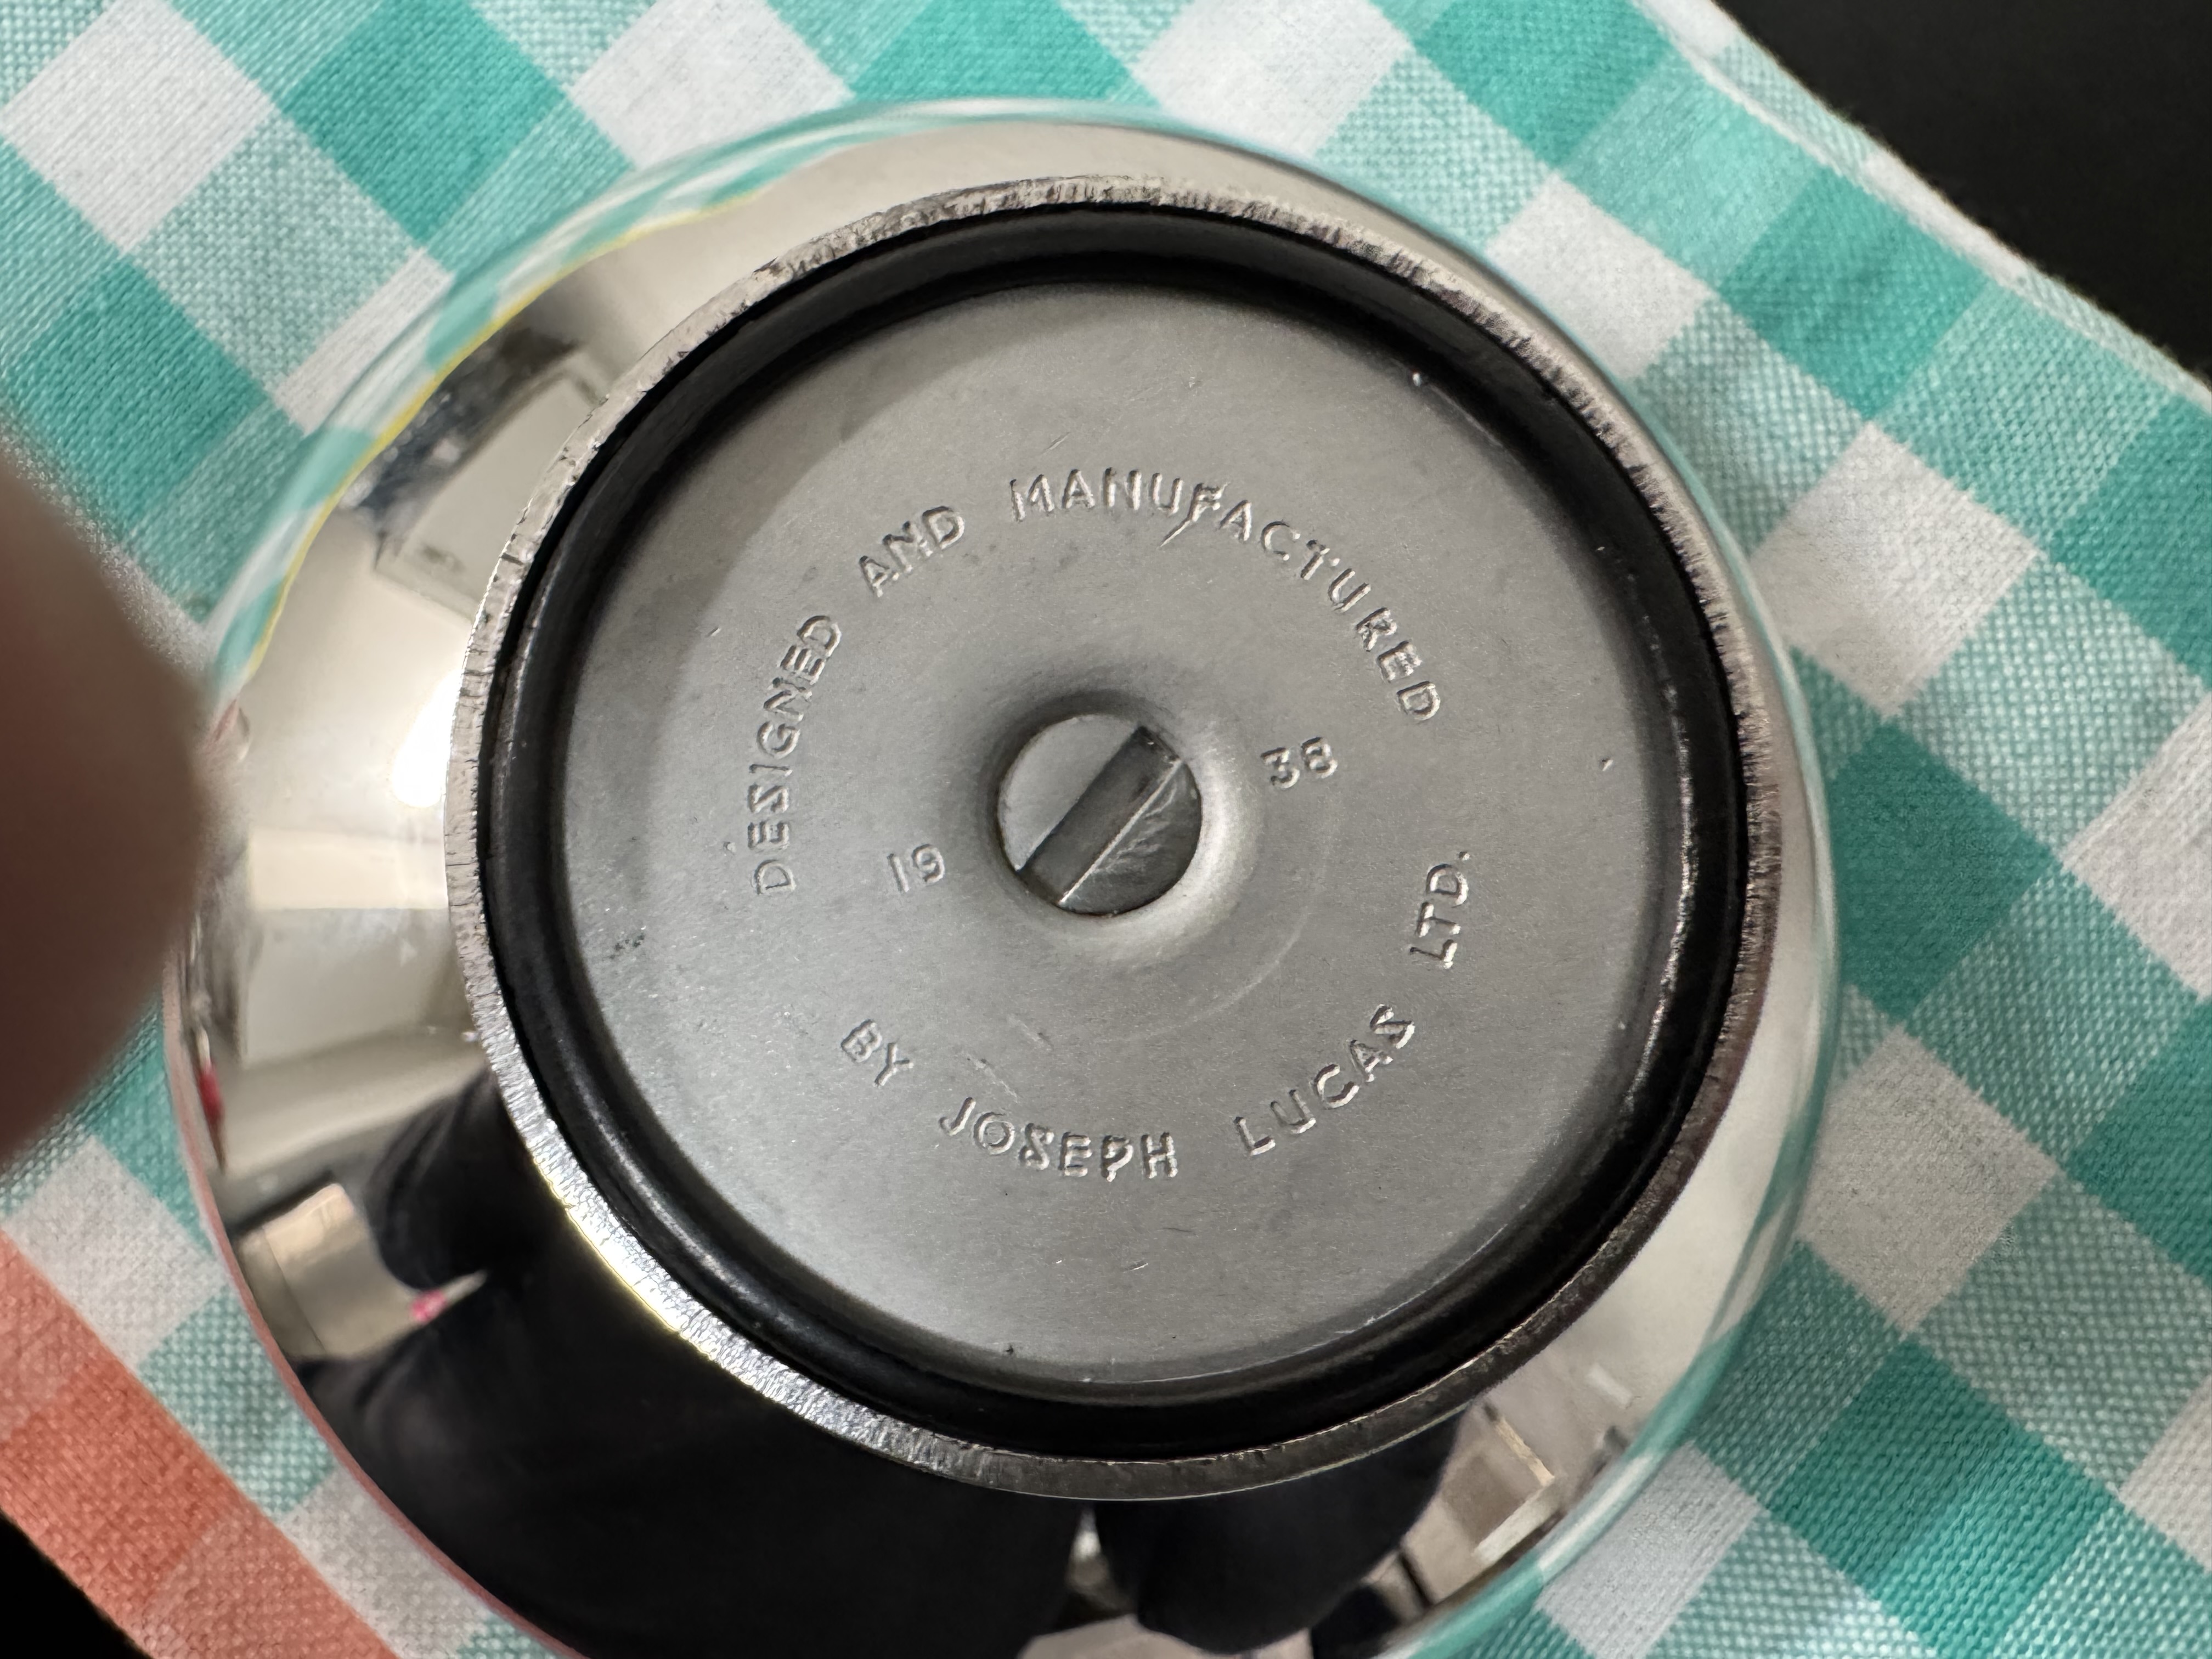 DESIGNED AND MANUFACTURED
19 38
BY JOSEPH LUCAS LTD.